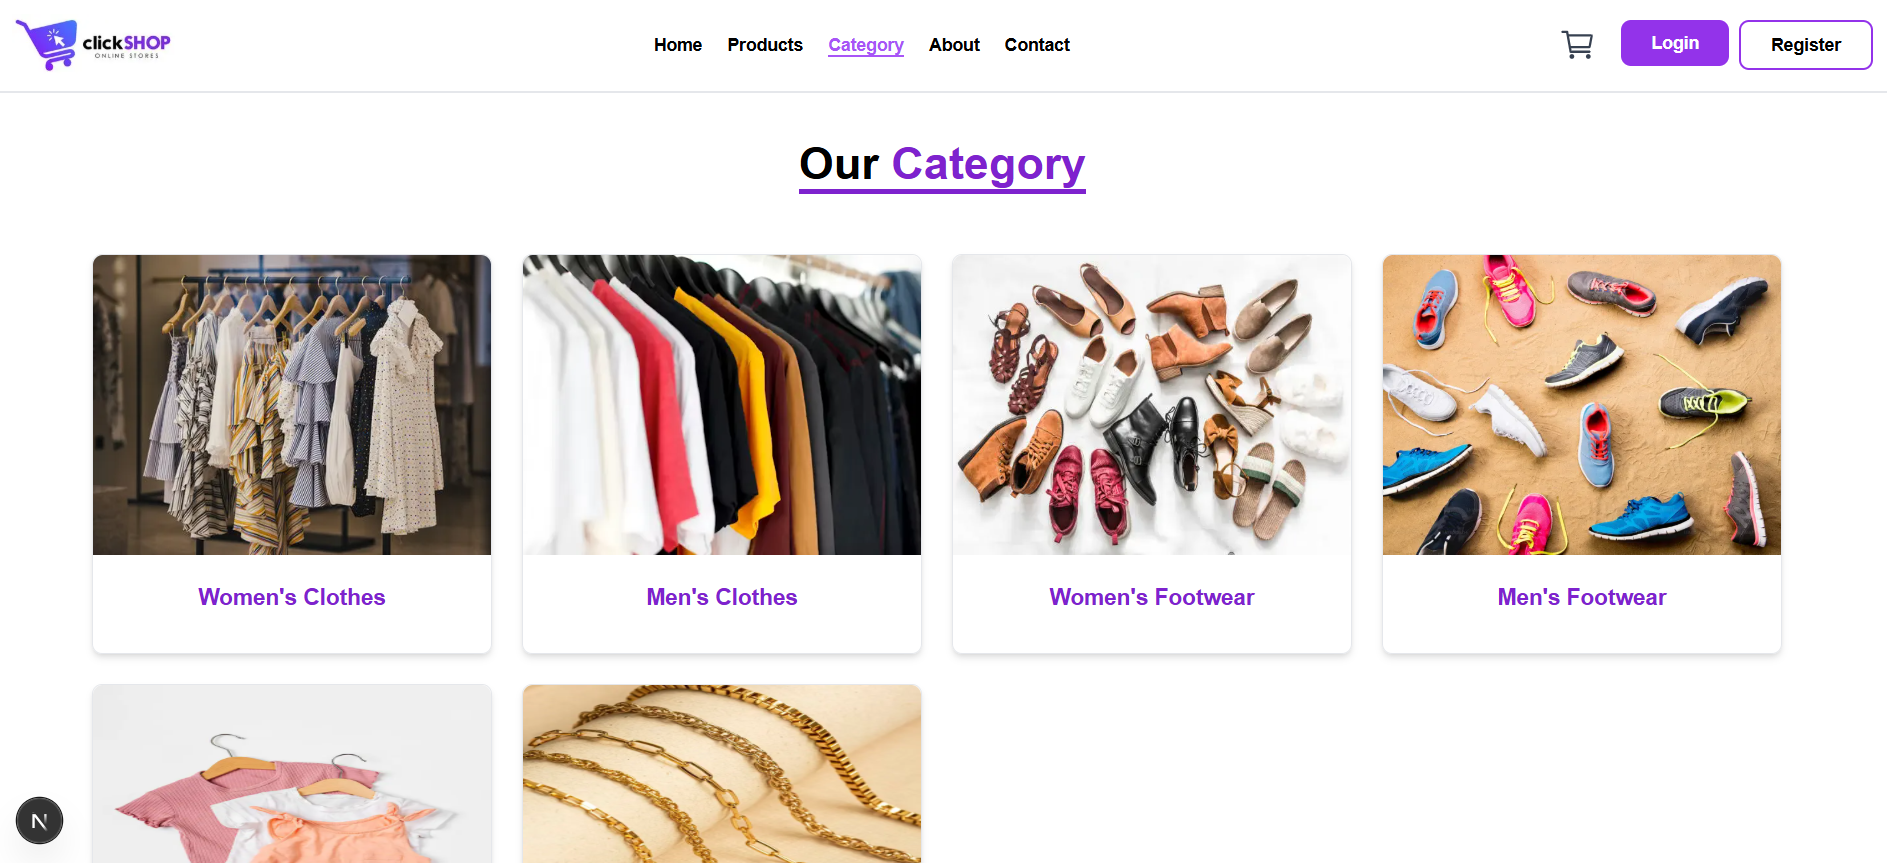 clickSHOP
ONLINE STORES
Home
Products
Category
About
Contact
Login
Register
Our Category
Women's Clothes
Men's Clothes
Women's Footwear
Men's Footwear
N